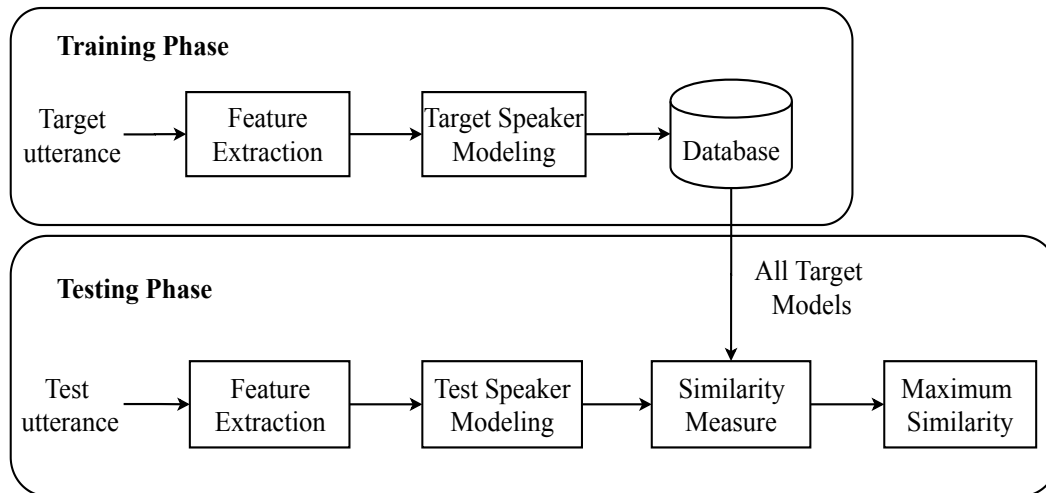 Training Phase
Target
utterance
Feature
Extraction
Target Speaker
Modeling
Database
All Target
Models
Testing Phase
Test
utterance
Feature
Extraction
Test Speaker
Modeling
Similarity
Measure
Maximum
Similarity